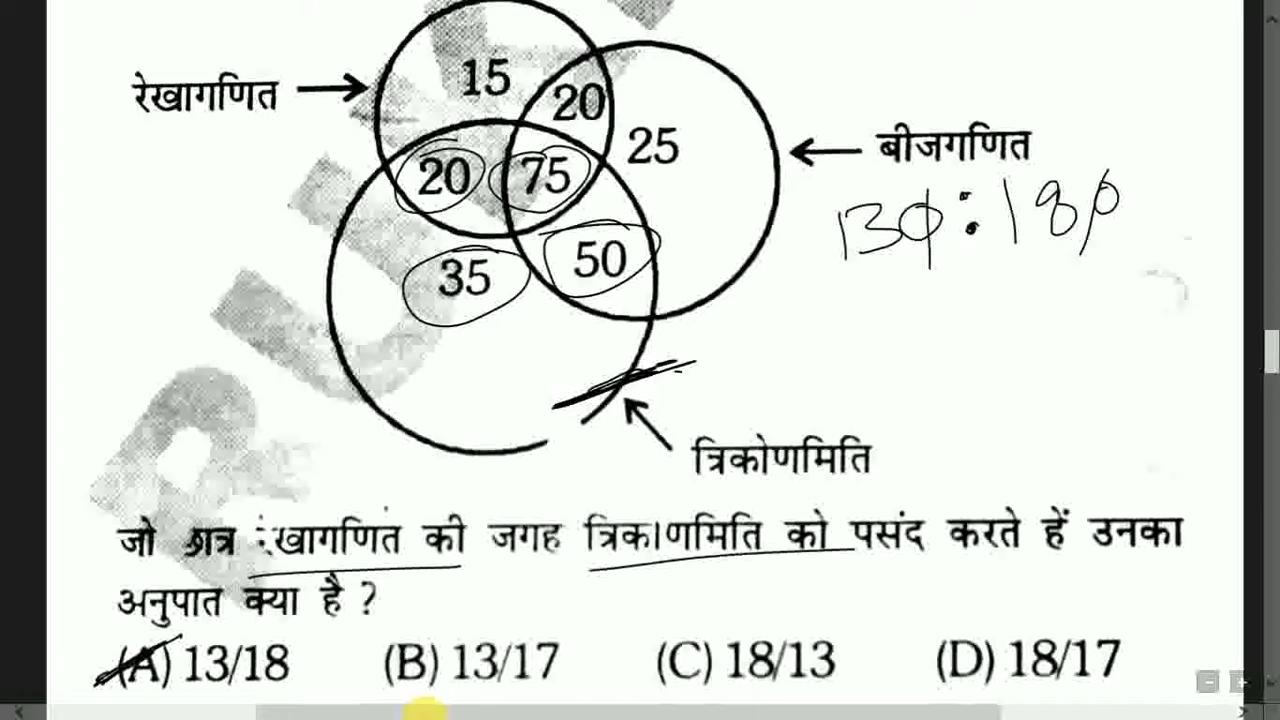 15
20
रेखागणित
25
बीजगणित
20
75
130:180
35
50
त्रिकोणमिति
जो छात्र रेखागणित की जगह त्रिकोणमिति को पसंद करते हें उनका
अनुपात क्या है ?
(A) 13/18 (B) 13/17 (C) 18/13 (D) 18/17